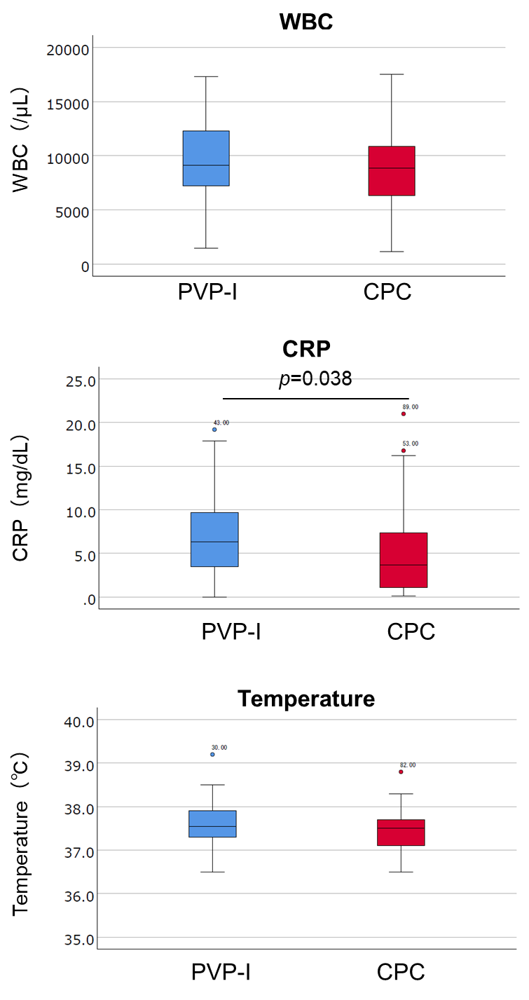 WBC
20000
15000
10000
5000
0
WBC（/μL）
PVP-I CPC
CRP
p=0.038
25.0
20.0
15.0
10.0
5.0
.0
CRP（mg/dL）
43.00
89.00
53.00
PVP-I CPC
Temperature
40.0
39.0
38.0
37.0
36.0
35.0
Temperature（℃）
30.00
82.00
PVP-I CPC